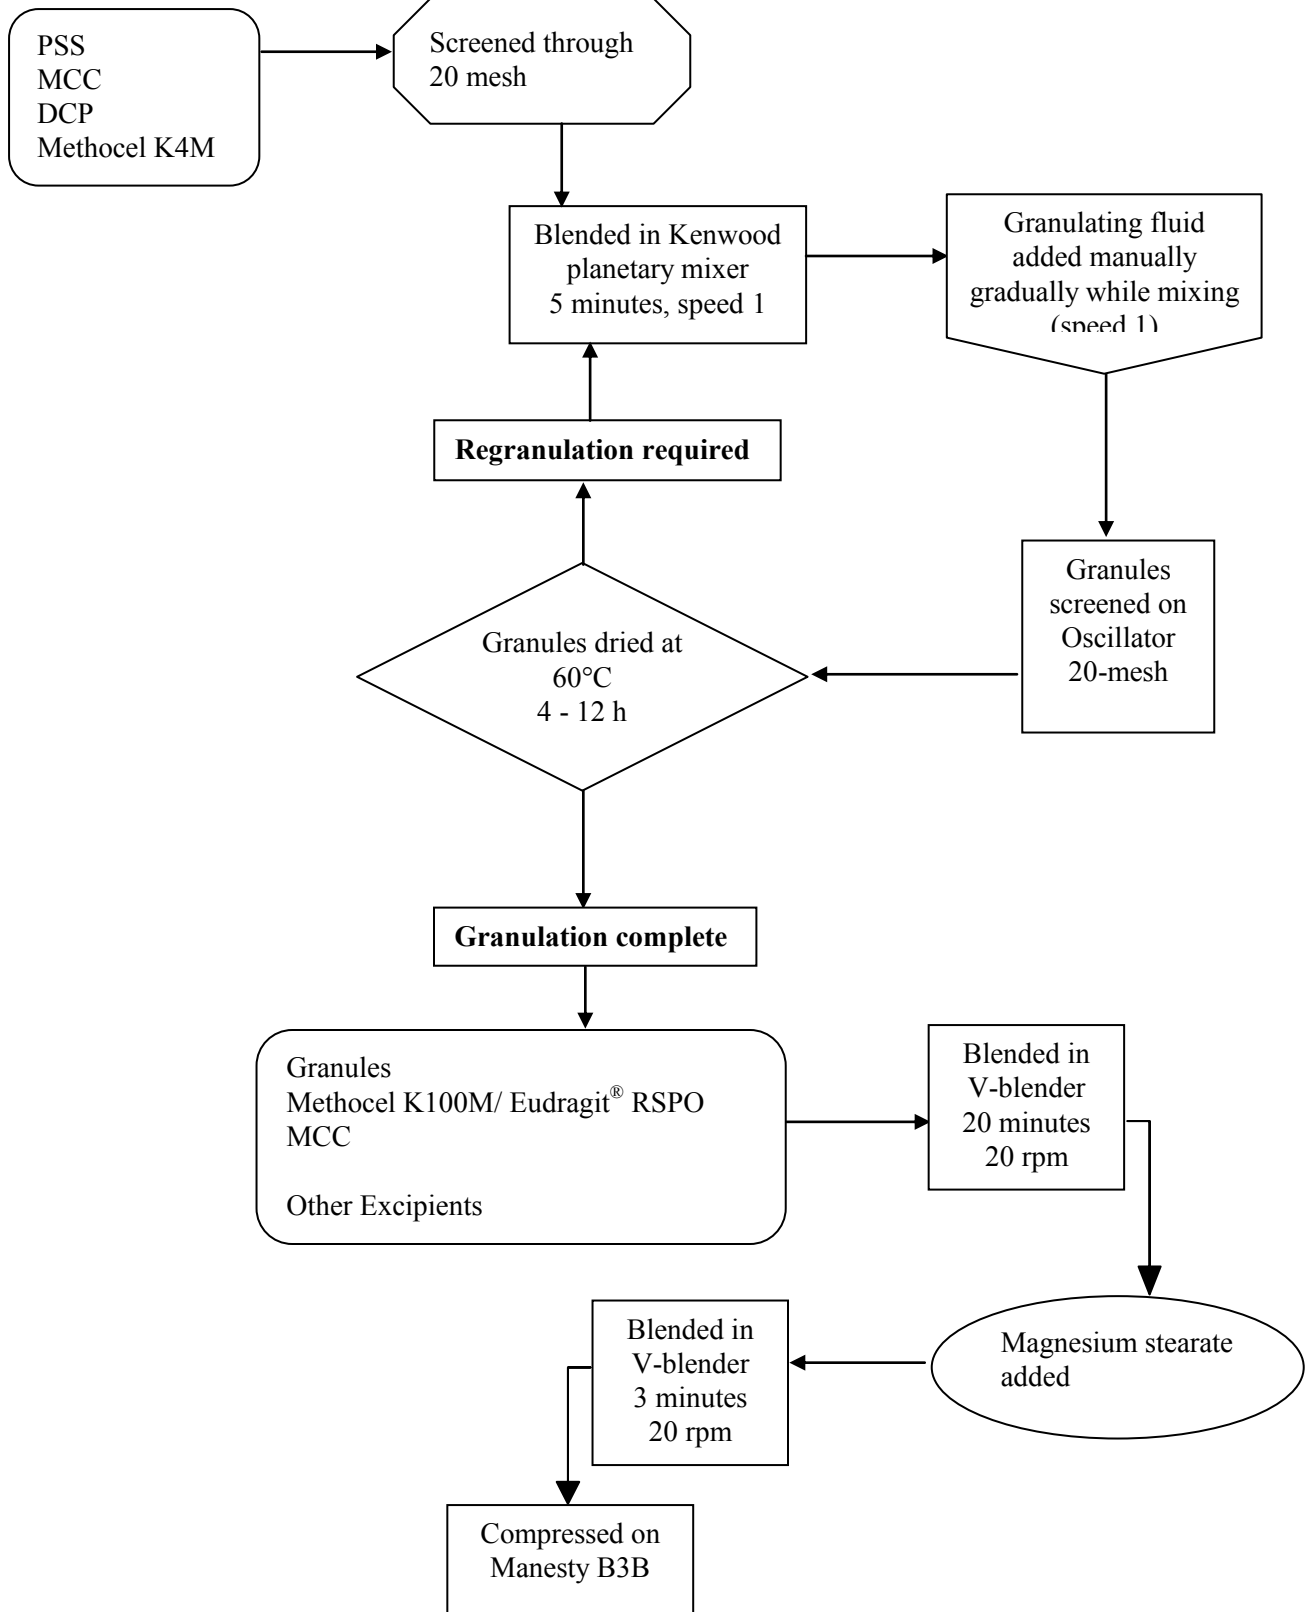 PSS
MCC
DCP
Methocel K4M
Screened through
20 mesh
Blended in Kenwood
planetary mixer
5 minutes, speed 1
Granulating fluid
added manually
gradually while mixing
(speed 1)
Regranulation required
Granules
screened on
Oscillator
20-mesh
Granules dried at
60°C
4 - 12 h
Granulation complete
Granules
Methocel K100M/ Eudragit® RSPO
MCC
Other Excipients
Blended in
V-blender
20 minutes
20 rpm
Magnesium stearate
added
Blended in
V-blender
3 minutes
20 rpm
Compressed on
Manesty B3B